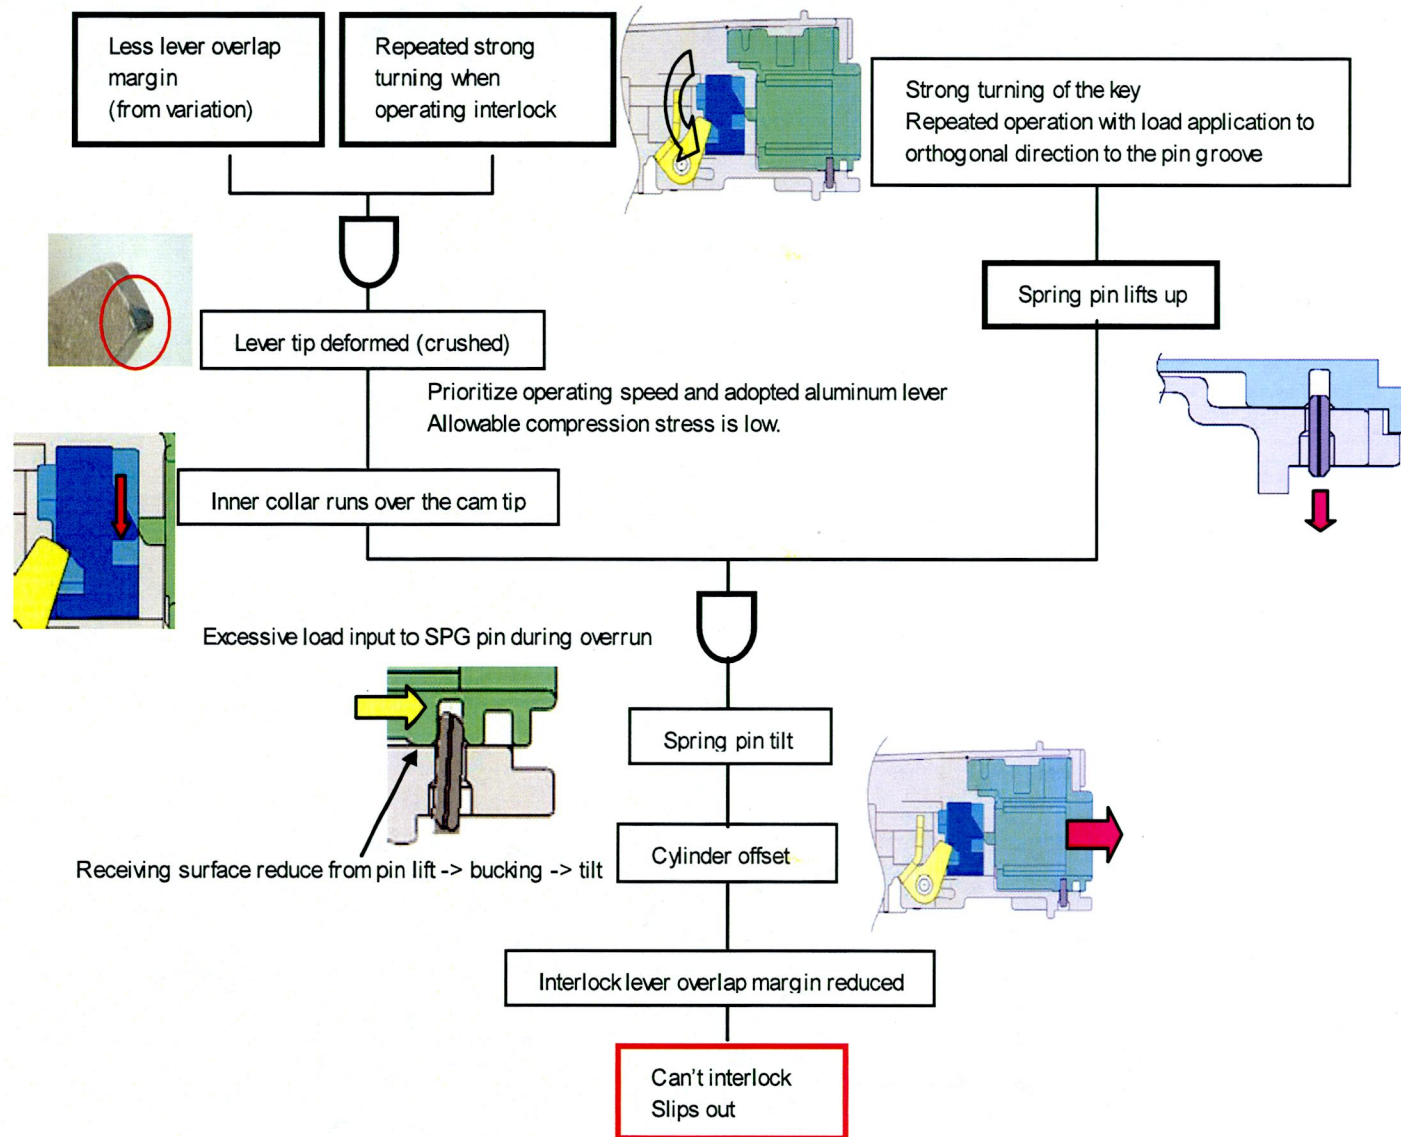 Less lever overlap
margin
(from variation)
Repeated strong
turning when
operating interlock
Strong turning of the key
Repeated operation with load application to
orthogonal direction to the pin groove
Spring pin lifts up
Lever tip deformed (crushed)
Prioritize operating speed and adopted aluminum lever
Allowable compression stress is low.
Inner collar runs over the cam tip
Excessive load input to SPG pin during overrun
Spring pin tilt
Receiving surface reduce from pin lift -> bucking -> tilt
Cylinder offset
Interlock lever overlap margin reduced
Can't interlock
Slips out